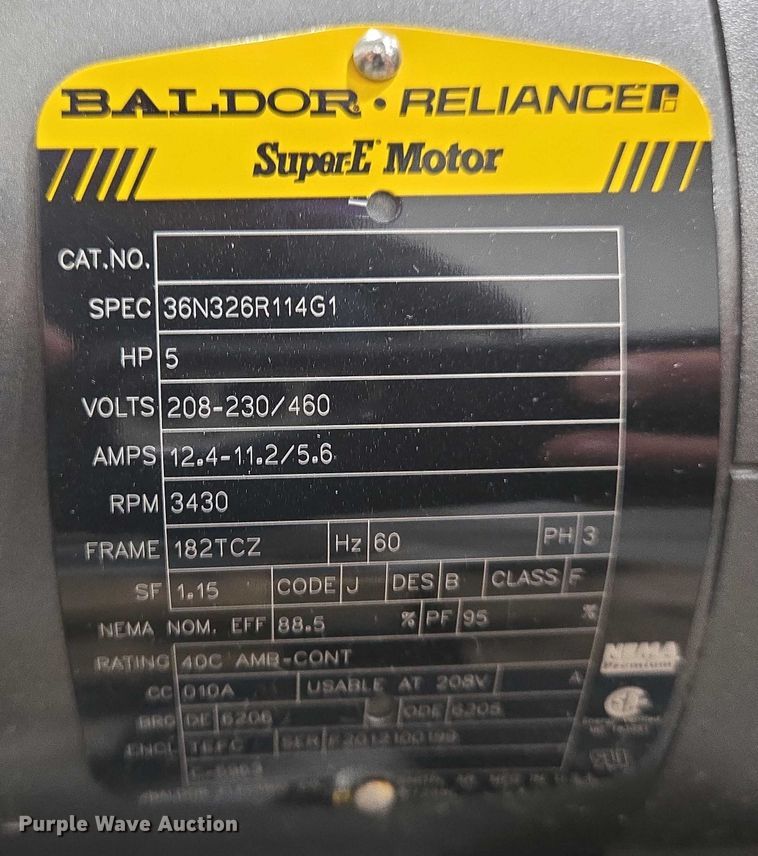 BALDOR • RELIANCE
Super-E® Motor
CAT.NO.
SPEC 36N326R114G1
HP 5
VOLTS 208-230/460
AMPS 12.4-11.2/5.6
RPM 3430
FRAME 182TCZ Hz 60 PH 3
SF 1.15 CODE J DES B CLASS F
NEMA NOM. EFF 88.5 % PF 95 %
RATING 40C AMB-CONT
NEMA
Premium
CC 010A USABLE AT 208V A
BRG DE 6206 ODE 6205
ENCL TEFC SER F2012100199
Purple Wave Auction